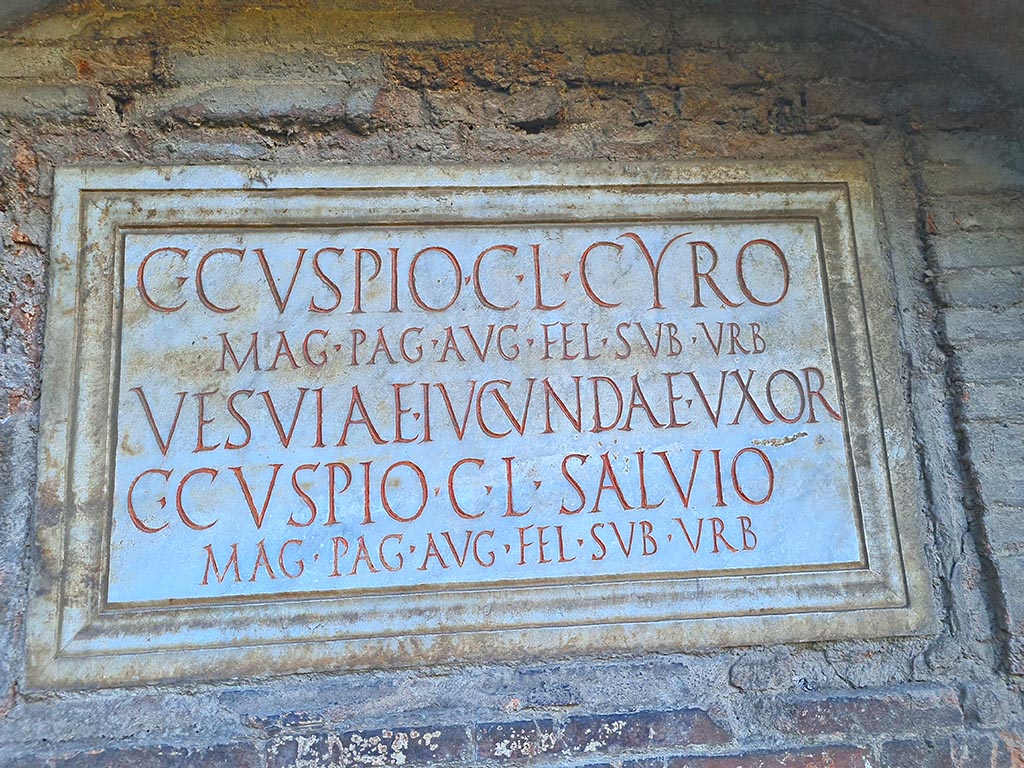 C·CVSPIO·C·L·CYRO
MAG·PAG·AVG·FEL·SVB·VRB
VESVIAE·IVCVNDAE·VXOR
C·CVSPIO·C·L·SALVIO
MAG·PAG·AVG·FEL·SVB·VRB